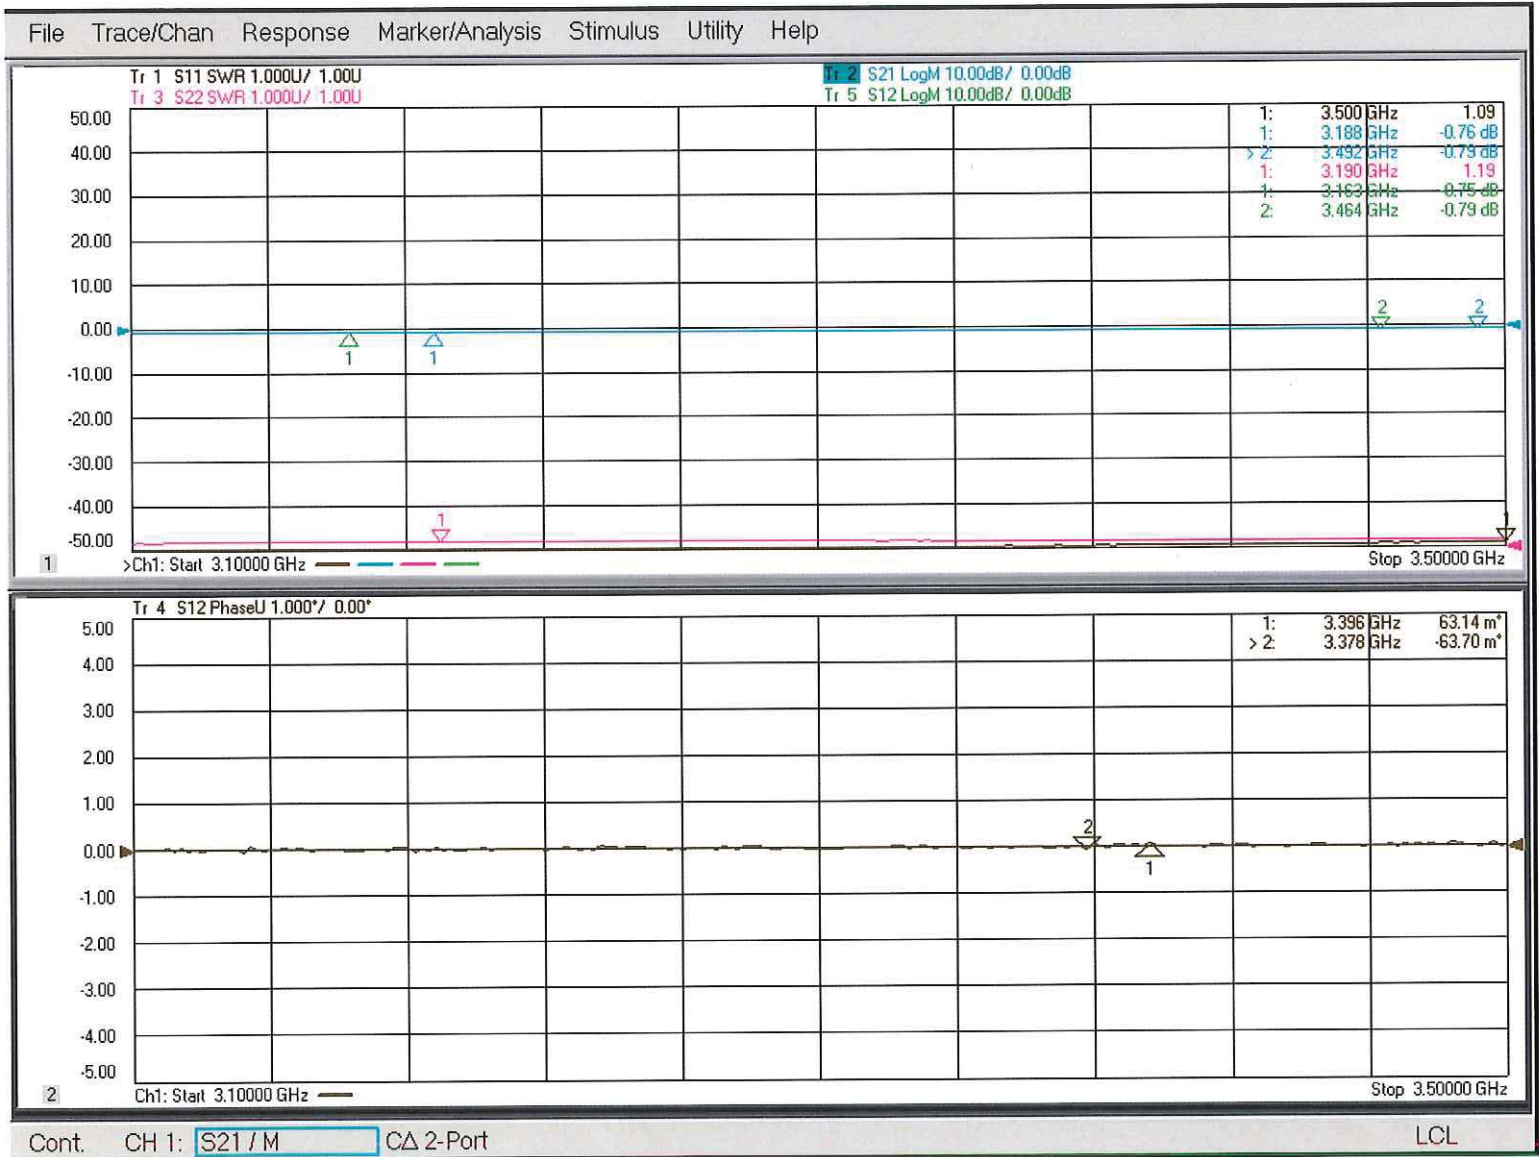 File Trace/Chan Response Marker/Analysis Stimulus Utility Help
Tr 1 S11 SWR 1.000U/ 1.00U
Tr 3 S22 SWR 1.000U/ 1.00U
Tr 2 S21 LogM 10.00dB/ 0.00dB
Tr 5 S12 LogM 10.00dB/ 0.00dB
1: 3.500 GHz 1.09
1: 3.188 GHz -0.76 dB
> 2: 3.492 GHz -0.79 dB
1: 3.190 GHz 1.19
1: 3.163 GHz -0.75 dB
2: 3.464 GHz -0.79 dB
50.00
40.00
30.00
20.00
10.00
0.00
-10.00
-20.00
-30.00
-40.00
-50.00
2 2
1 1
1 1
1 >Ch1: Start 3.10000 GHz Stop 3.50000 GHz
Tr 4 S12 PhaseU 1.000°/ 0.00°
1: 3.396 GHz 63.14 m°
> 2: 3.378 GHz -63.70 m°
5.00
4.00
3.00
2.00
1.00
0.00
-1.00
-2.00
-3.00
-4.00
-5.00
2
1
2 Ch1: Start 3.10000 GHz Stop 3.50000 GHz
Cont. CH 1: S21 / M C∆ 2-Port LCL